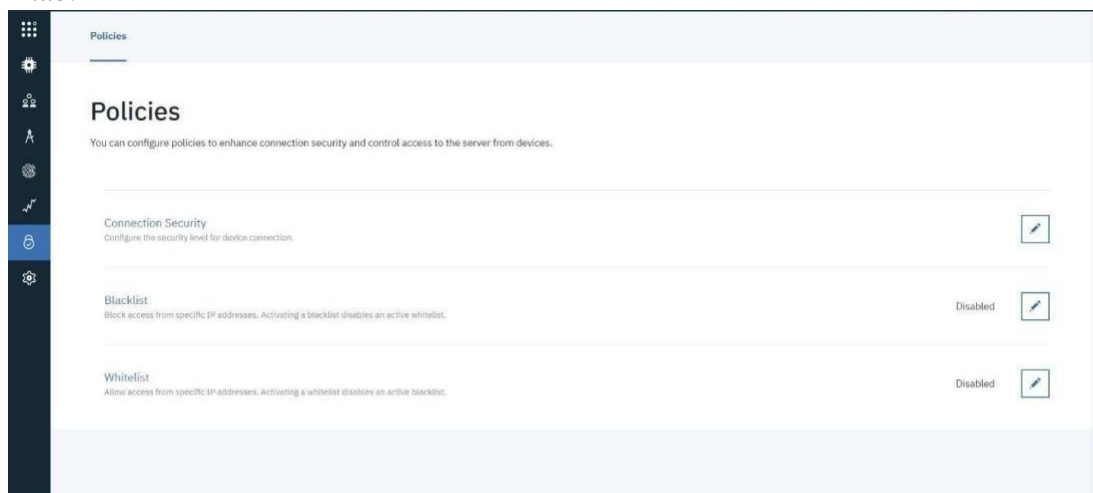 Policies
Policies
You can configure policies to enhance connection security and control access to the server from devices.
Connection Security
Configure the security level for device connection.
Blacklist
Block access from specific IP addresses. Activating a blacklist disables an active whitelist.
Disabled
Whitelist
Allow access from specific IP addresses. Activating a whitelist disables an active blacklist.
Disabled